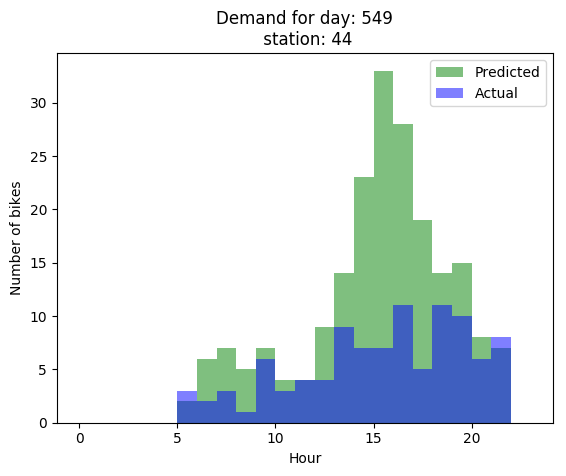 Demand for day: 549
station: 44
Predicted
Actual
Number of bikes
30
25
20
15
10
5
0
0
5
10
15
20
Hour